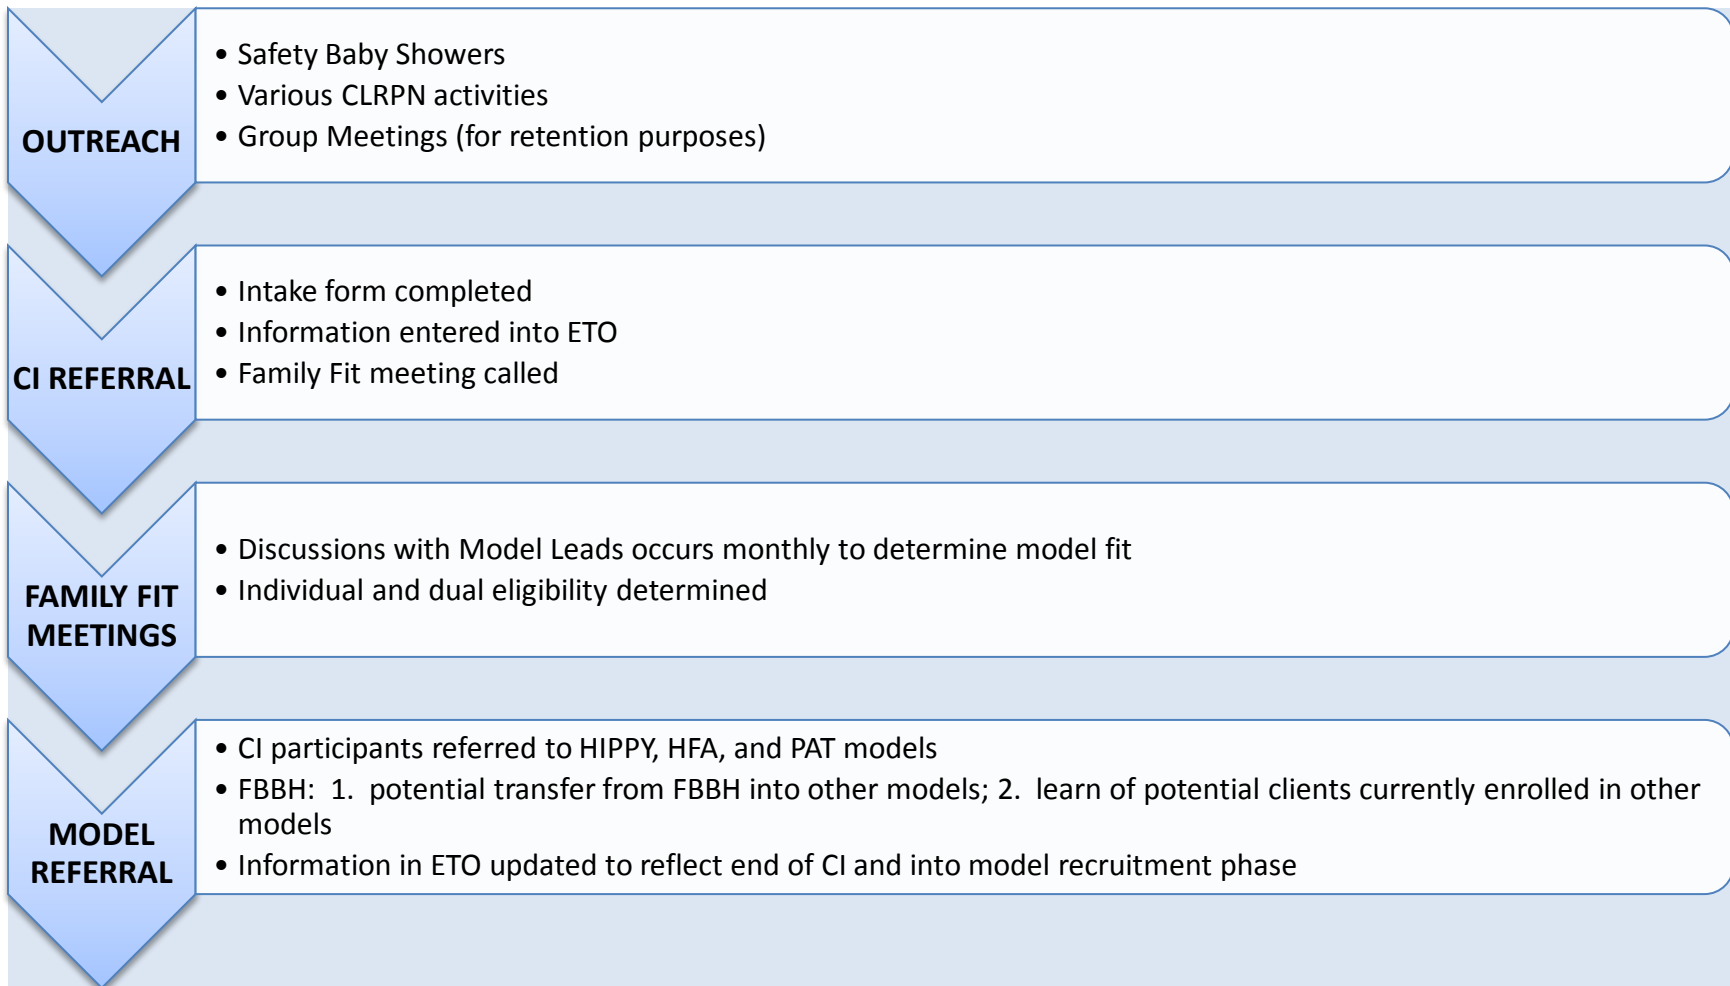 OUTREACH
• Safety Baby Showers
• Various CLRPN activities
• Group Meetings (for retention purposes)
CI REFERRAL
• Intake form completed
• Information entered into ETO
• Family Fit meeting called
FAMILY FIT
MEETINGS
• Discussions with Model Leads occurs monthly to determine model fit
• Individual and dual eligibility determined
MODEL
REFERRAL
• CI participants referred to HIPPY, HFA, and PAT models
• FBBH: 1. potential transfer from FBBH into other models; 2. learn of potential clients currently enrolled in other
models
• Information in ETO updated to reflect end of CI and into model recruitment phase